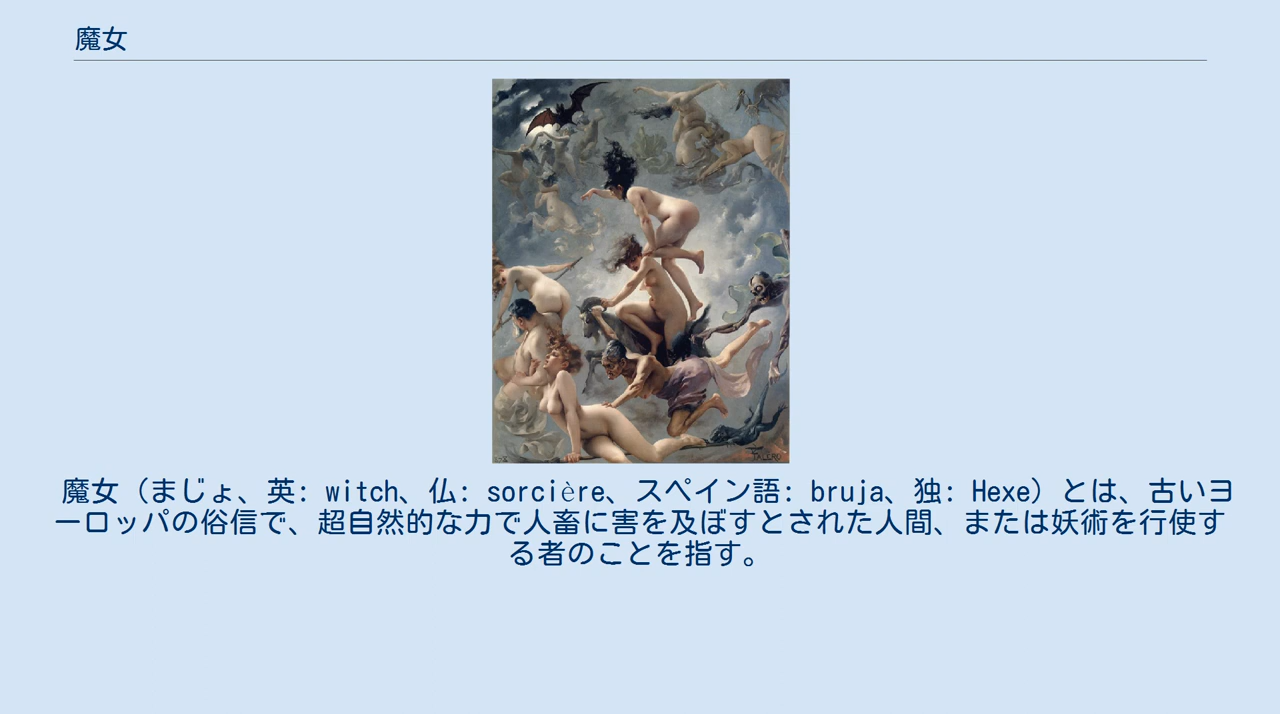 魔女
魔女（まじょ、英: witch、仏: sorcière、スペイン語: bruja、独: Hexe）とは、古いヨ
ーロッパの俗信で、超自然的な力で人畜に害を及ぼすとされた人間、または妖術を行使す
る者のことを指す。